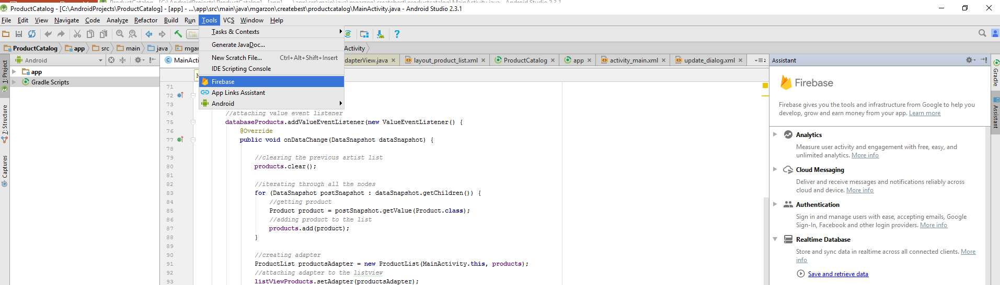 ProductCatalog - [C:\AndroidProjects\ProductCatalog] - [app] - ...\app\src\main\java\mgarzon\createbest\productcatalog\MainActivity.java - Android Studio 2.3.1
File Edit View Navigate Code Analyze Refactor Build Run Tools VCS Window Help
Tasks & Contexts
Generate JavaDoc...
New Scratch File... Ctrl+Alt+Shift+Insert
IDE Scripting Console
Firebase
App Links Assistant
Android
ProductCatalog app src main java mgar Activity
Android
MainActi dapterView.java layout_product_list.xml ProductCatalog app activity_main.xml update_dialog.xml 2
1: Project
7: Structure
Captures
app
Gradle Scripts
71
72
73
74 //attaching value event listener
75 databaseProducts.addValueEventListener(new ValueEventListener() {
76 @Override
77 public void onDataChange(DataSnapshot dataSnapshot) {
78
79 //clearing the previous artist list
80 products.clear();
81
82 //iterating through all the nodes
83 for (DataSnapshot postSnapshot : dataSnapshot.getChildren()) {
84 //getting product
85 Product product = postSnapshot.getValue(Product.class);
86 //adding product to the list
87 products.add(product);
88 }
89
90 //creating adapter
91 ProductList productsAdapter = new ProductList(MainActivity.this, products);
92 //attaching adapter to the listview
93 listViewProducts.setAdapter(productsAdapter);
Assistant
Firebase
Firebase gives you the tools and infrastructure from Google to help you
develop, grow and earn money from your app. Learn more
Analytics
Measure user activity and engagement with free, easy, and
unlimited analytics. More info
Cloud Messaging
Deliver and receive messages and notifications reliably across
cloud and device. More info
Authentication
Sign in and manage users with ease, accepting emails, Google
Sign-In, Facebook and other login providers. More info
Realtime Database
Store and sync data in realtime across all connected clients. More
info
Save and retrieve data
Gradle
Assistant